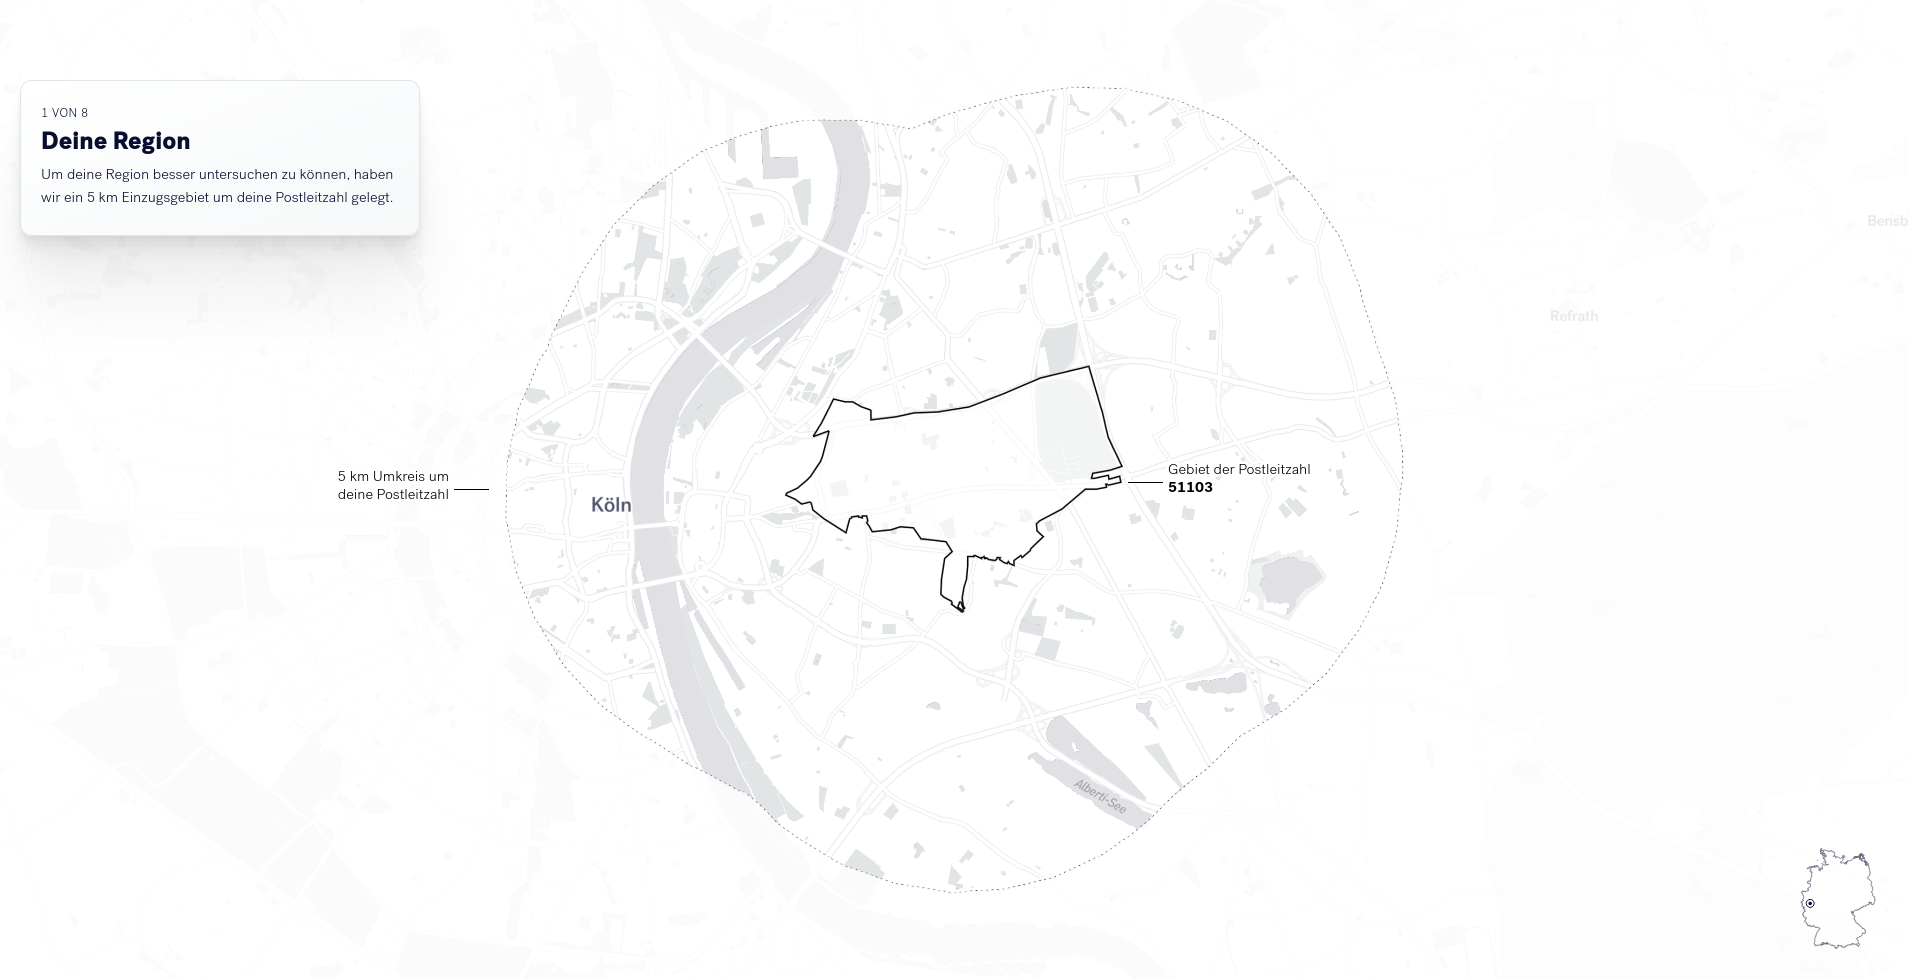 1 VON 8
Deine Region
Um deine Region besser untersuchen zu können, haben
wir ein 5 km Einzugsgebiet um deine Postleitzahl gelegt.
Bensb
Refrath
5 km Umkreis um
deine Postleitzahl
Köln
Gebiet der Postleitzahl
51103
Alberti-See